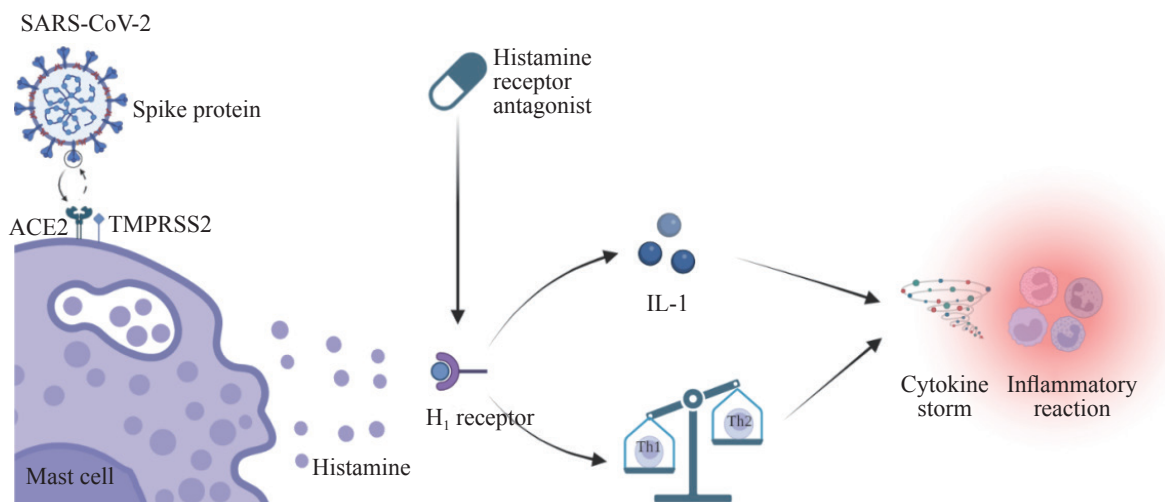 SARS-CoV-2
Spike protein
Histamine
receptor
antagonist
ACE2
TMPRSS2
IL-1
H₁ receptor
Histamine
Mast cell
Th1
Th2
Cytokine
storm
Inflammatory
reaction